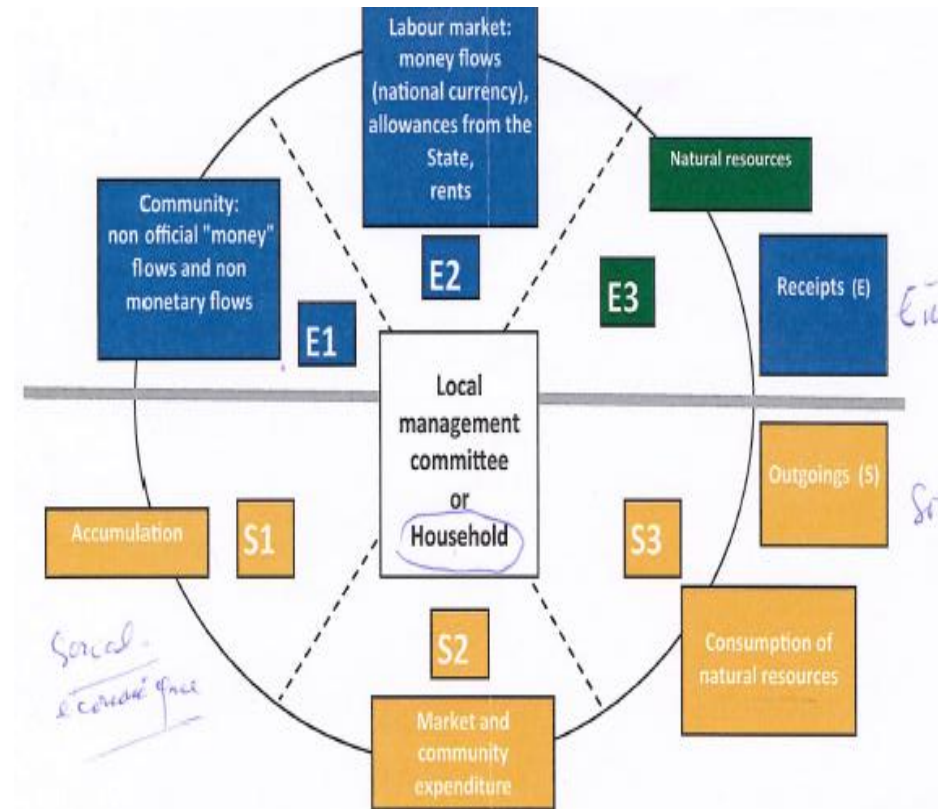 Labour market:
money flows
(national currency),
allowances from the
State,
rents
Natural resources
Community:
non official "money"
flows and non
monetary flows
E2
E3
Receipts (E)
E1
Local
management
committee
or
Household
Outgoings (S)
Accumulation
S1
S3
S2
Consumption of
natural resources
Social.
économique
Market and
community
expenditure